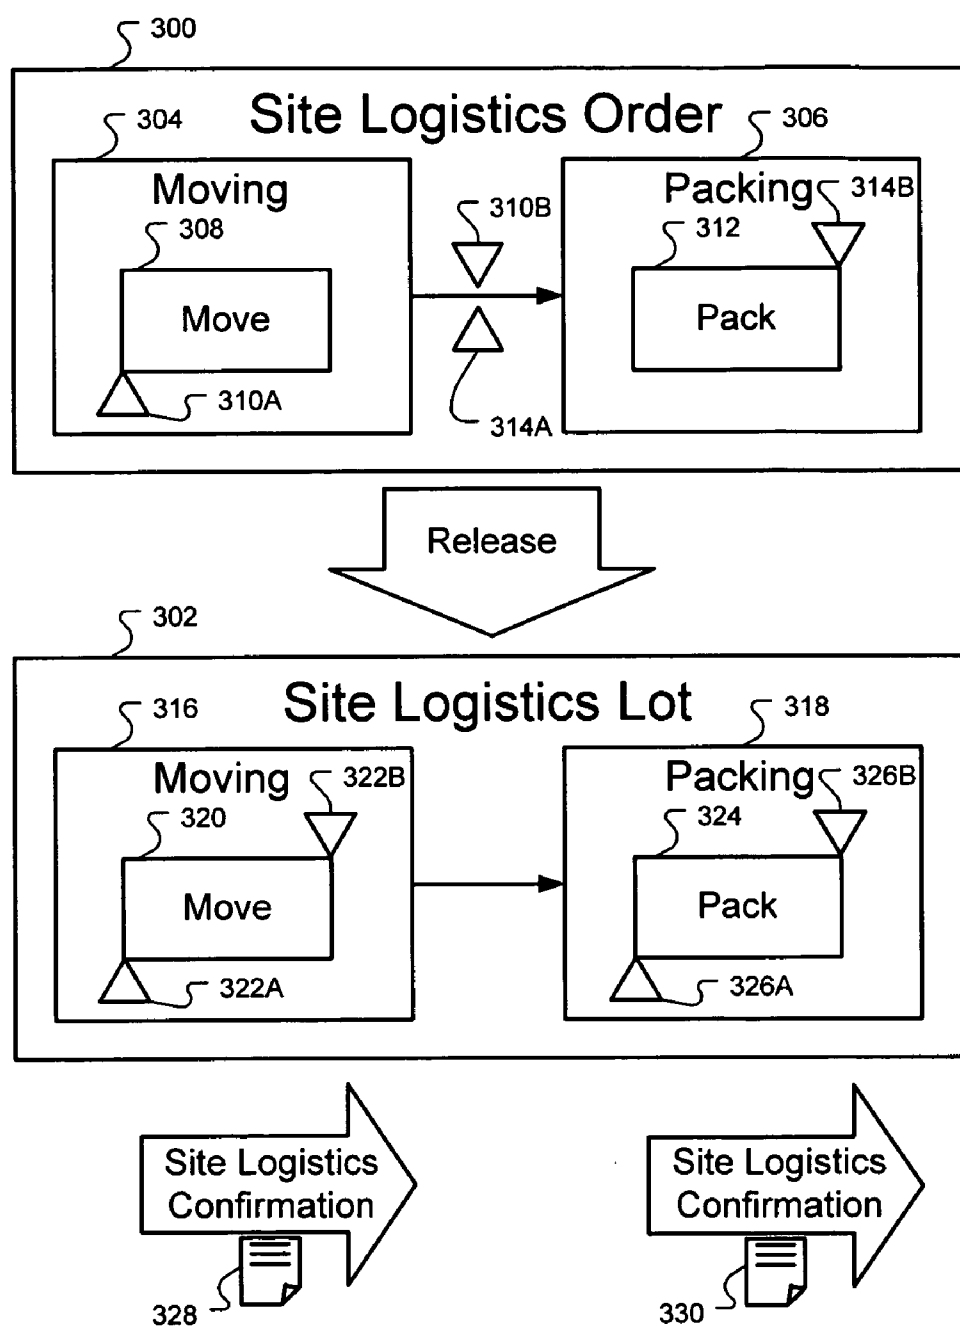 300
Site Logistics Order
304
306
Moving
Packing
310B
314B
308
312
Move
Pack
310A
314A
Release
302
Site Logistics Lot
316
318
Moving
Packing
322B
326B
320
324
Move
Pack
322A
326A
Site Logistics
Confirmation
Site Logistics
Confirmation
328
330